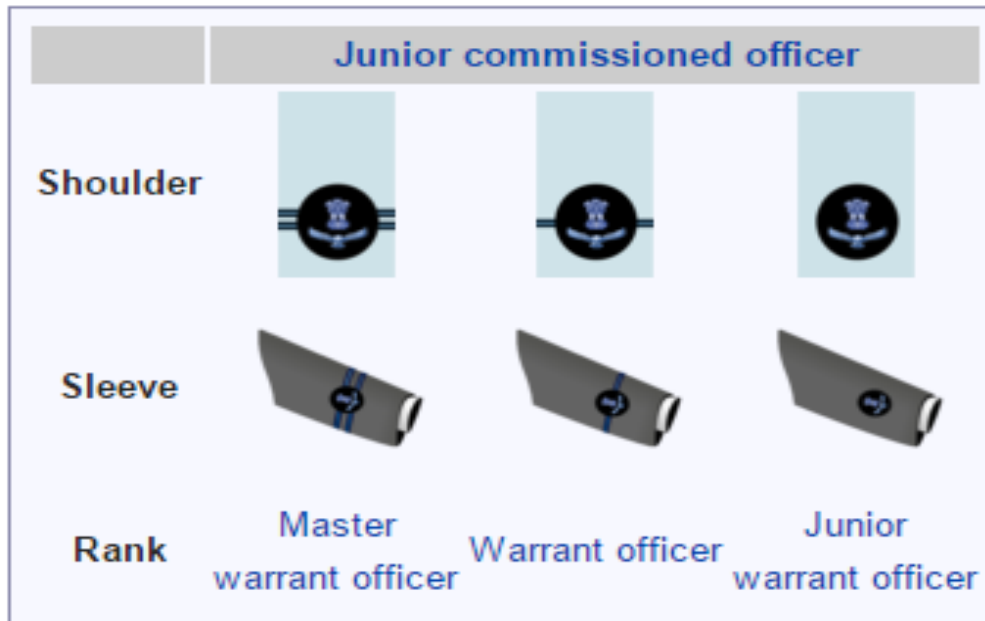 Junior commissioned officer
Shoulder
Sleeve
Rank
Master
warrant officer
Warrant officer
Junior
warrant officer